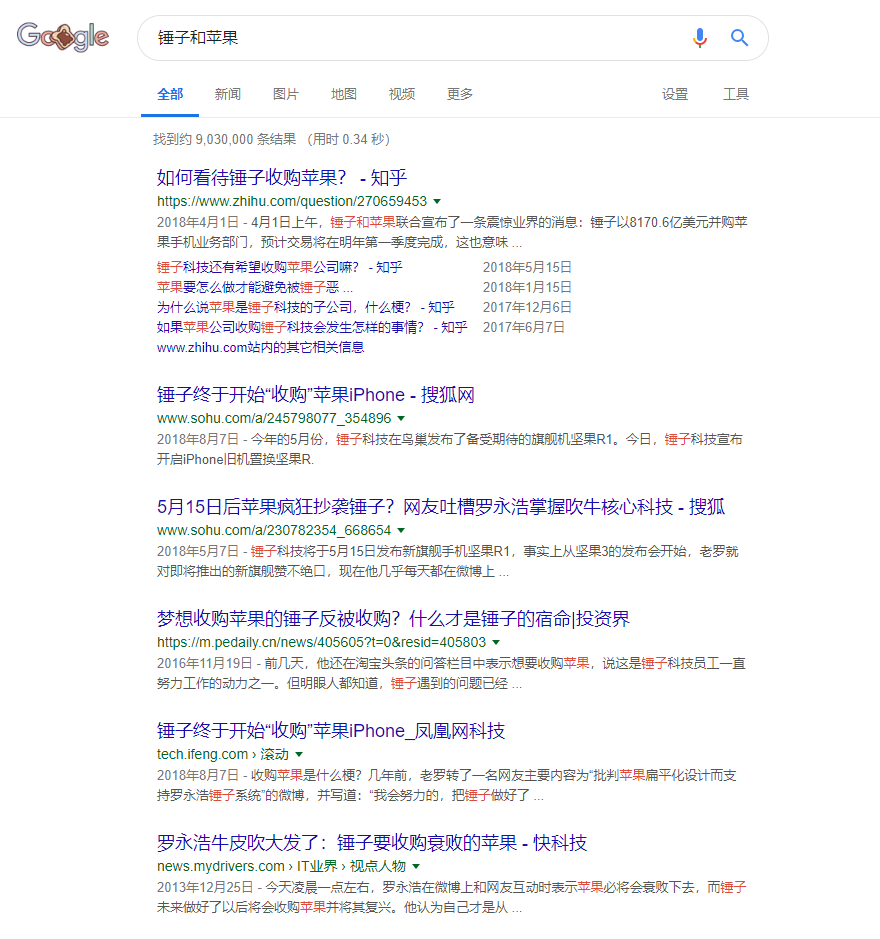 Google
锤子和苹果
全部 新闻 图片 地图 视频 更多 设置 工具
找到约 9,030,000 条结果 （用时 0.34 秒）
如何看待锤子收购苹果？ - 知乎
https://www.zhihu.com/question/270659453
2018年4月1日 - 4月1日上午，锤子和苹果联合宣布了一条震惊业界的消息：锤子以8170.6亿美元并购苹
果手机业务部门，预计交易将在明年第一季度完成，这也意味 ...
锤子科技还有希望收购苹果公司嘛？ - 知乎 2018年5月15日
苹果要怎么做才能避免被锤子恶 ... 2018年1月15日
为什么说苹果是锤子科技的子公司，什么梗？ - 知乎 2017年12月6日
如果苹果公司收购锤子科技会发生怎样的事情？ - 知乎 2017年6月7日
www.zhihu.com站内的其它相关信息
锤子终于开始“收购”苹果iPhone - 搜狐网
www.sohu.com/a/245798077_354896
2018年8月7日 - 今年的5月份，锤子科技在鸟巢发布了备受期待的旗舰机坚果R1。今日，锤子科技宣布
开启iPhone旧机置换坚果R.
5月15日后苹果疯狂抄袭锤子？网友吐槽罗永浩掌握吹牛核心科技 - 搜狐
www.sohu.com/a/230782354_668654
2018年5月7日 - 锤子科技将于5月15日发布新旗舰手机坚果R1，事实上从坚果3的发布会开始，老罗就
对即将推出的新旗舰赞不绝口，现在他几乎每天都在微博上 ...
梦想收购苹果的锤子反被收购？什么才是锤子的宿命|投资界
https://m.pedaily.cn/news/405605?t=0&resid=405803
2016年11月19日 - 前几天，他还在淘宝头条的问答栏目中表示想要收购苹果，说这是锤子科技员工一直
努力工作的动力之一。但明眼人都知道，锤子遇到的问题已经 ...
锤子终于开始“收购”苹果iPhone_凤凰网科技
tech.ifeng.com › 滚动
2018年8月7日 - 收购苹果是什么梗？几年前，老罗转了一名网友主要内容为“批判苹果扁平化设计而支
持罗永浩锤子系统”的微博，并写道：“我会努力的，把锤子做好了 ...
罗永浩牛皮吹大发了：锤子要收购衰败的苹果 - 快科技
news.mydrivers.com › IT业界 › 视点人物
2013年12月25日 - 今天凌晨一点左右，罗永浩在微博上和网友互动时表示苹果必将会衰败下去，而锤子
未来做好了以后将会收购苹果并将其复兴。他认为自己才是从 ...